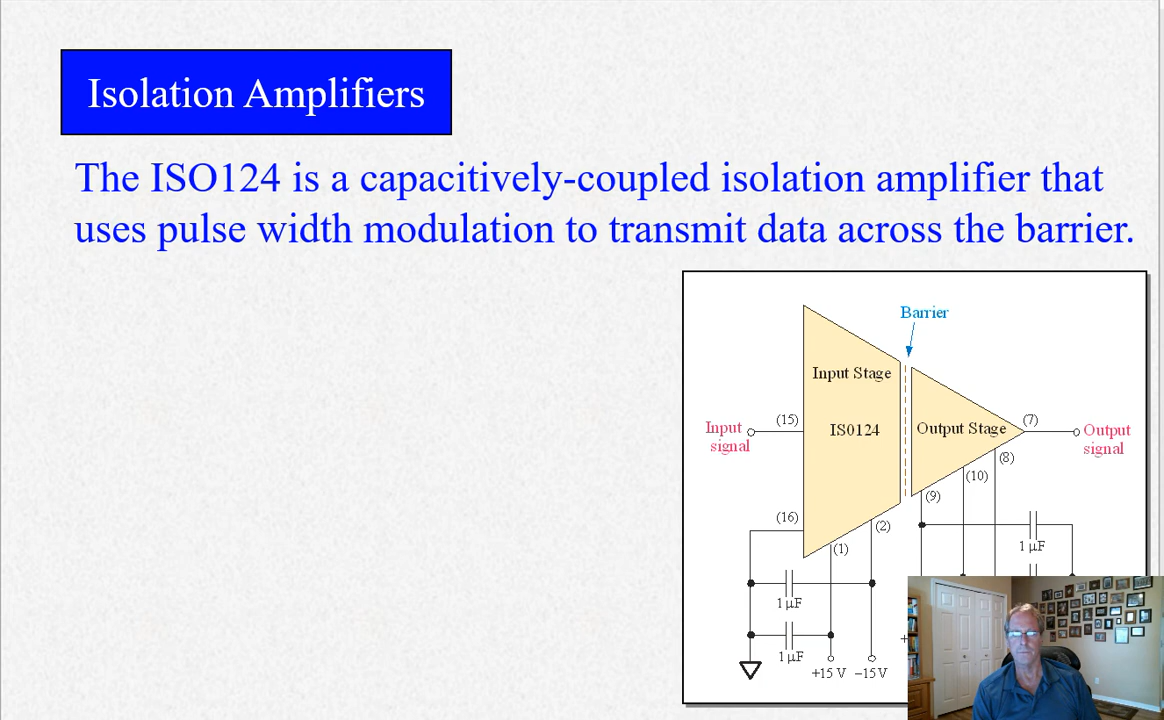 Isolation Amplifiers
The ISO124 is a capacitively-coupled isolation amplifier that
uses pulse width modulation to transmit data across the barrier.
Barrier
Input Stage
(15)
(7)
Input
signal
IS0124
Output Stage
Output
signal
(8)
(10)
(9)
(16)
(2)
(1)
1 µF
1 µF
1 µF
+15 V
−15 V
+